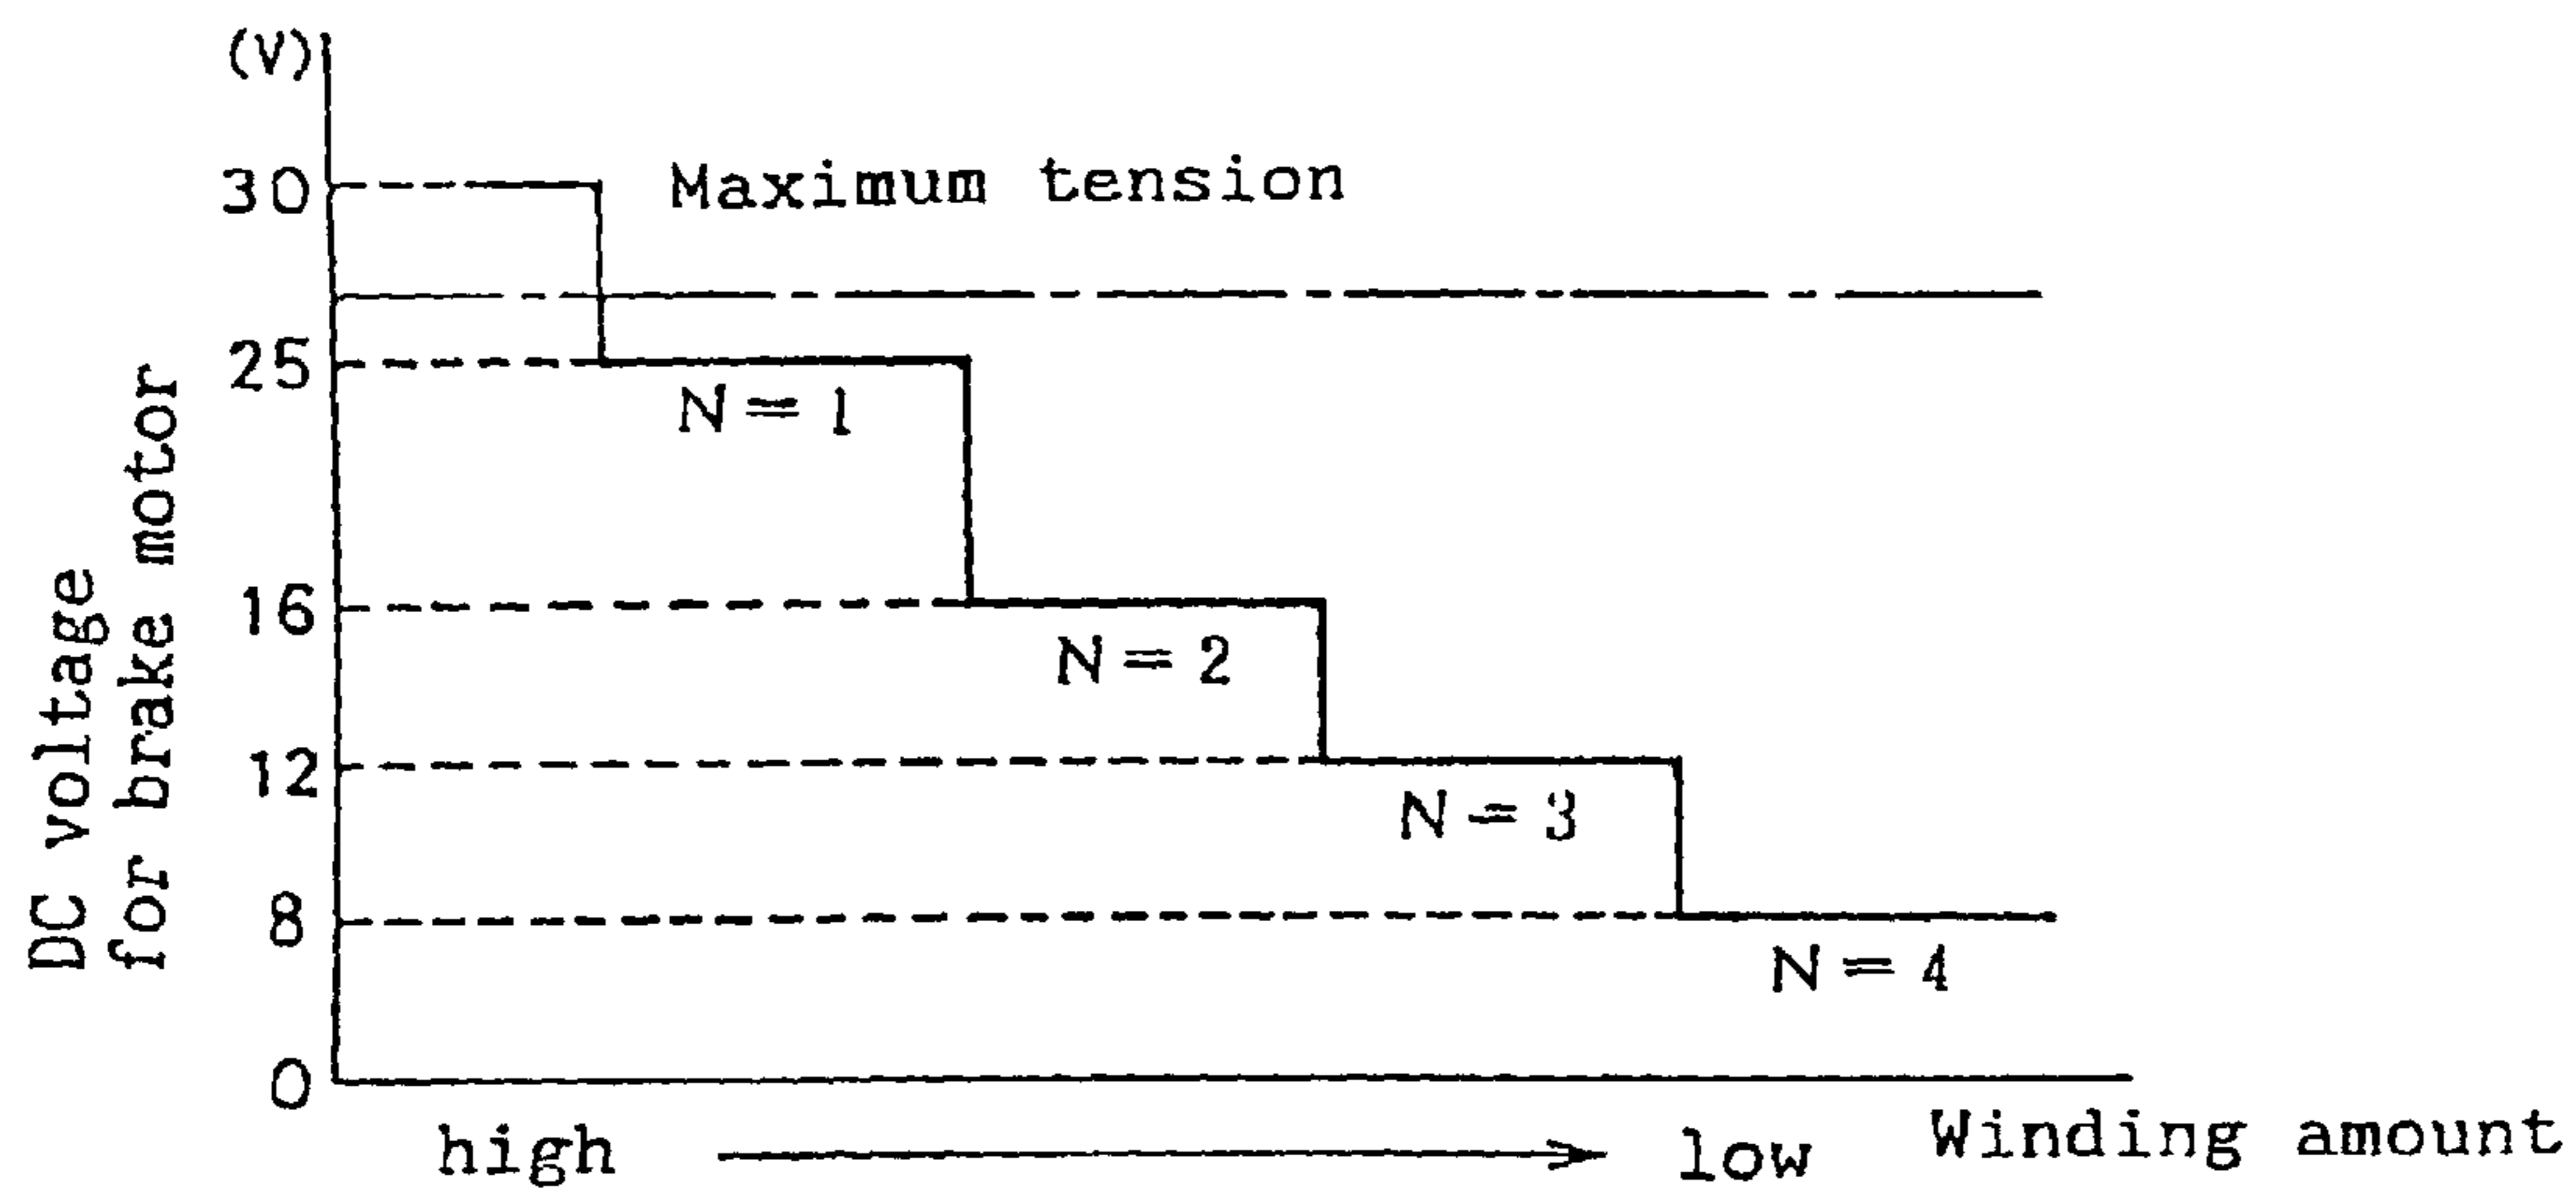 (V)
30
Maximum tension
25
N = 1
16
N = 2
12
N = 3
8
N = 4
0
DC voltage
for brake motor
high
low
Winding amount